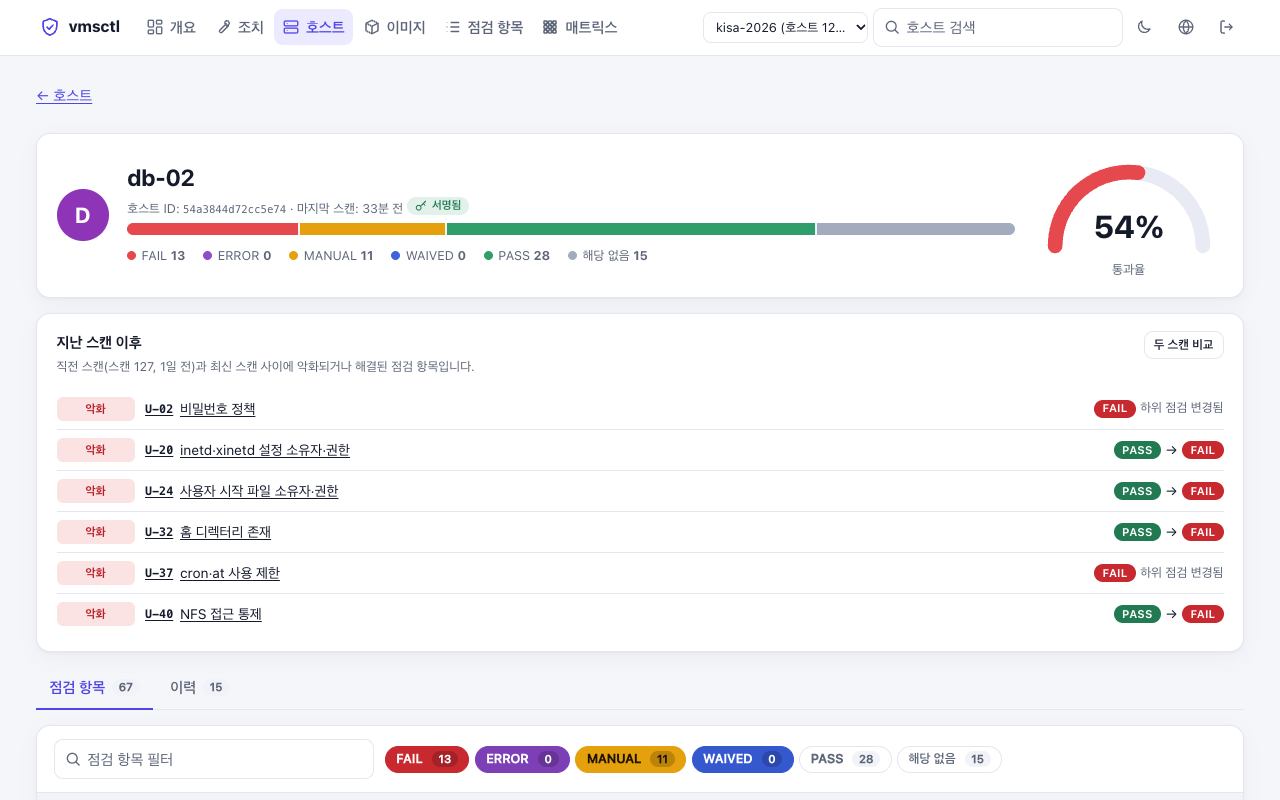 vmsctl 개요 조치 호스트 이미지 점검 항목 매트릭스 kisa-2026 (호스트 12... 호스트 검색
← 호스트
db-02
D
호스트 ID: 54a3844d72cc5e74 · 마지막 스캔: 33분 전 서명됨
FAIL 13 ERROR 0 MANUAL 11 WAIVED 0 PASS 28 해당 없음 15
54%
통과율
지난 스캔 이후
두 스캔 비교
직전 스캔(스캔 127, 1일 전)과 최신 스캔 사이에 악화되거나 해결된 점검 항목입니다.
악화 U-02 비밀번호 정책 FAIL 하위 점검 변경됨
악화 U-20 inetd·xinetd 설정 소유자·권한 PASS → FAIL
악화 U-24 사용자 시작 파일 소유자·권한 PASS → FAIL
악화 U-32 홈 디렉터리 존재 PASS → FAIL
악화 U-37 cron·at 사용 제한 FAIL 하위 점검 변경됨
악화 U-40 NFS 접근 통제 PASS → FAIL
점검 항목 67 이력 15
점검 항목 필터 FAIL 13 ERROR 0 MANUAL 11 WAIVED 0 PASS 28 해당 없음 15